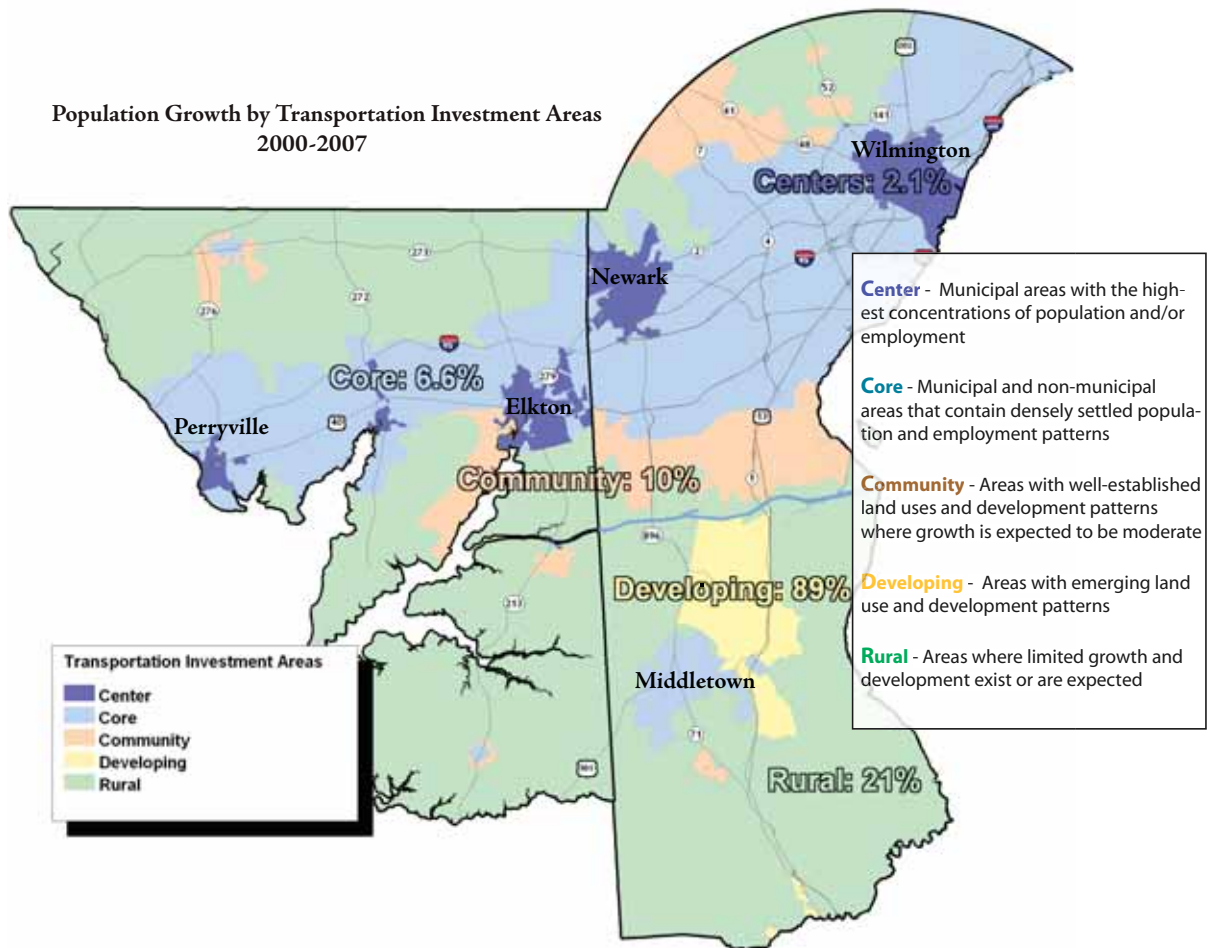 Population Growth by Transportation Investment Areas
2000-2007
202
52
41
141
7
48
Wilmington
Centers: 2.1%
2
4
95
273
Newark
272
276
95
Core: 6.6%
279
Elkton
40
Perryville
13
Community: 10%
1
896
Developing: 89%
213
Middletown
71
301
Rural: 21%
Center - Municipal areas with the high-
est concentrations of population and/or
employment
Core - Municipal and non-municipal
areas that contain densely settled popula-
tion and employment patterns
Community - Areas with well-established
land uses and development patterns
where growth is expected to be moderate
Developing - Areas with emerging land
use and development patterns
Rural - Areas where limited growth and
development exist or are expected
Transportation Investment Areas
Center
Core
Community
Developing
Rural